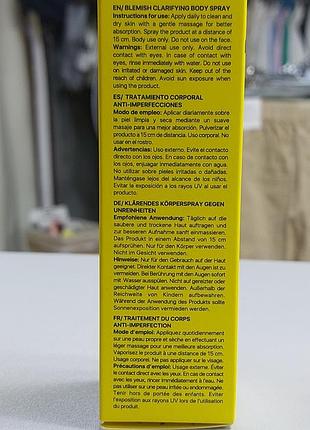 EN/ BLEMISH CLARIFYING BODY SPRAY
Instructions for use: Apply daily to clean and
dry skin with a gentle massage for better
absorption. Spray the product at a distance of
15 cm. Body use only. Do not use on the face.
Warnings: External use only. Avoid direct
contact with eyes. In case of contact with
eyes, rinse immediately with water. Do not use
on irritated or damaged skin. Keep out of the
reach of children. Avoid sun exposure when
using the product.
ES/ TRATAMIENTO CORPORAL
ANTI-IMPERFECCIONES
Modo de empleo: Aplicar diariamente sobre
la piel limpia y seca mediante un suave
masaje para una mejor absorción. Pulverizar el
producto a 15cm de distancia. Uso corporal. No
usar en el rostro.
Advertencias: Uso externo. Evite el contacto
directo con los ojos. En caso de contacto con
los ojos, enjuagar inmediatamente con agua.
No utilizar sobre pieles irritadas o dañadas.
Manténgase lejos del alcance de los niños.
Evitar la exposición a los rayos UV al usar el
producto.
DE/ KLÄRENDES KÖRPERSPRAY GEGEN
UNREINHEITEN
Empfohlene Anwendung: Täglich auf die
saubere und trockene Haut auftragen und
zur besseren Aufnahme sanft einmassieren.
Das Produkt in einem Abstand von 15 cm
aufsprühen. Nur für den Körper verwenden.
Nicht im Gesicht verwenden.
Hinweise: Nur für den Gebrauch auf der Haut
geeignet. Direkter Kontakt mit den Augen ist zu
vermeiden. Bei Berührung mit den Augen sofort
mit Wasser ausspülen. Nicht auf gereizter oder
geschädigter Haut anwenden. Außerhalb der
Reichweite von Kindern aufbewahren.
Während der Anwendung des Produkts sollte
Sonnenexposition vermieden werden.
FR/ TRAITEMENT DU CORPS
ANTI-IMPERFECTION
Mode d'emploi: Appliquez quotidiennement
sur une peau propre et sèche en effectuant un
léger massage pour une meilleure absorption.
Vaporisez le produit à une distance de 15 cm.
Usage corporel. Ne pas appliquer sur le visage.
Précautions d'emploi: Usage externe. Évitez
le contact direct avec les yeux. En cas de contact
avec les yeux, rincer immédiatement à l'eau. Ne
pas utiliser sur une peau irritée ou endommagée.
Tenir hors de portée des enfants. Éviter
l'exposition aux rayons UV lors de l'utilisation du
produit.